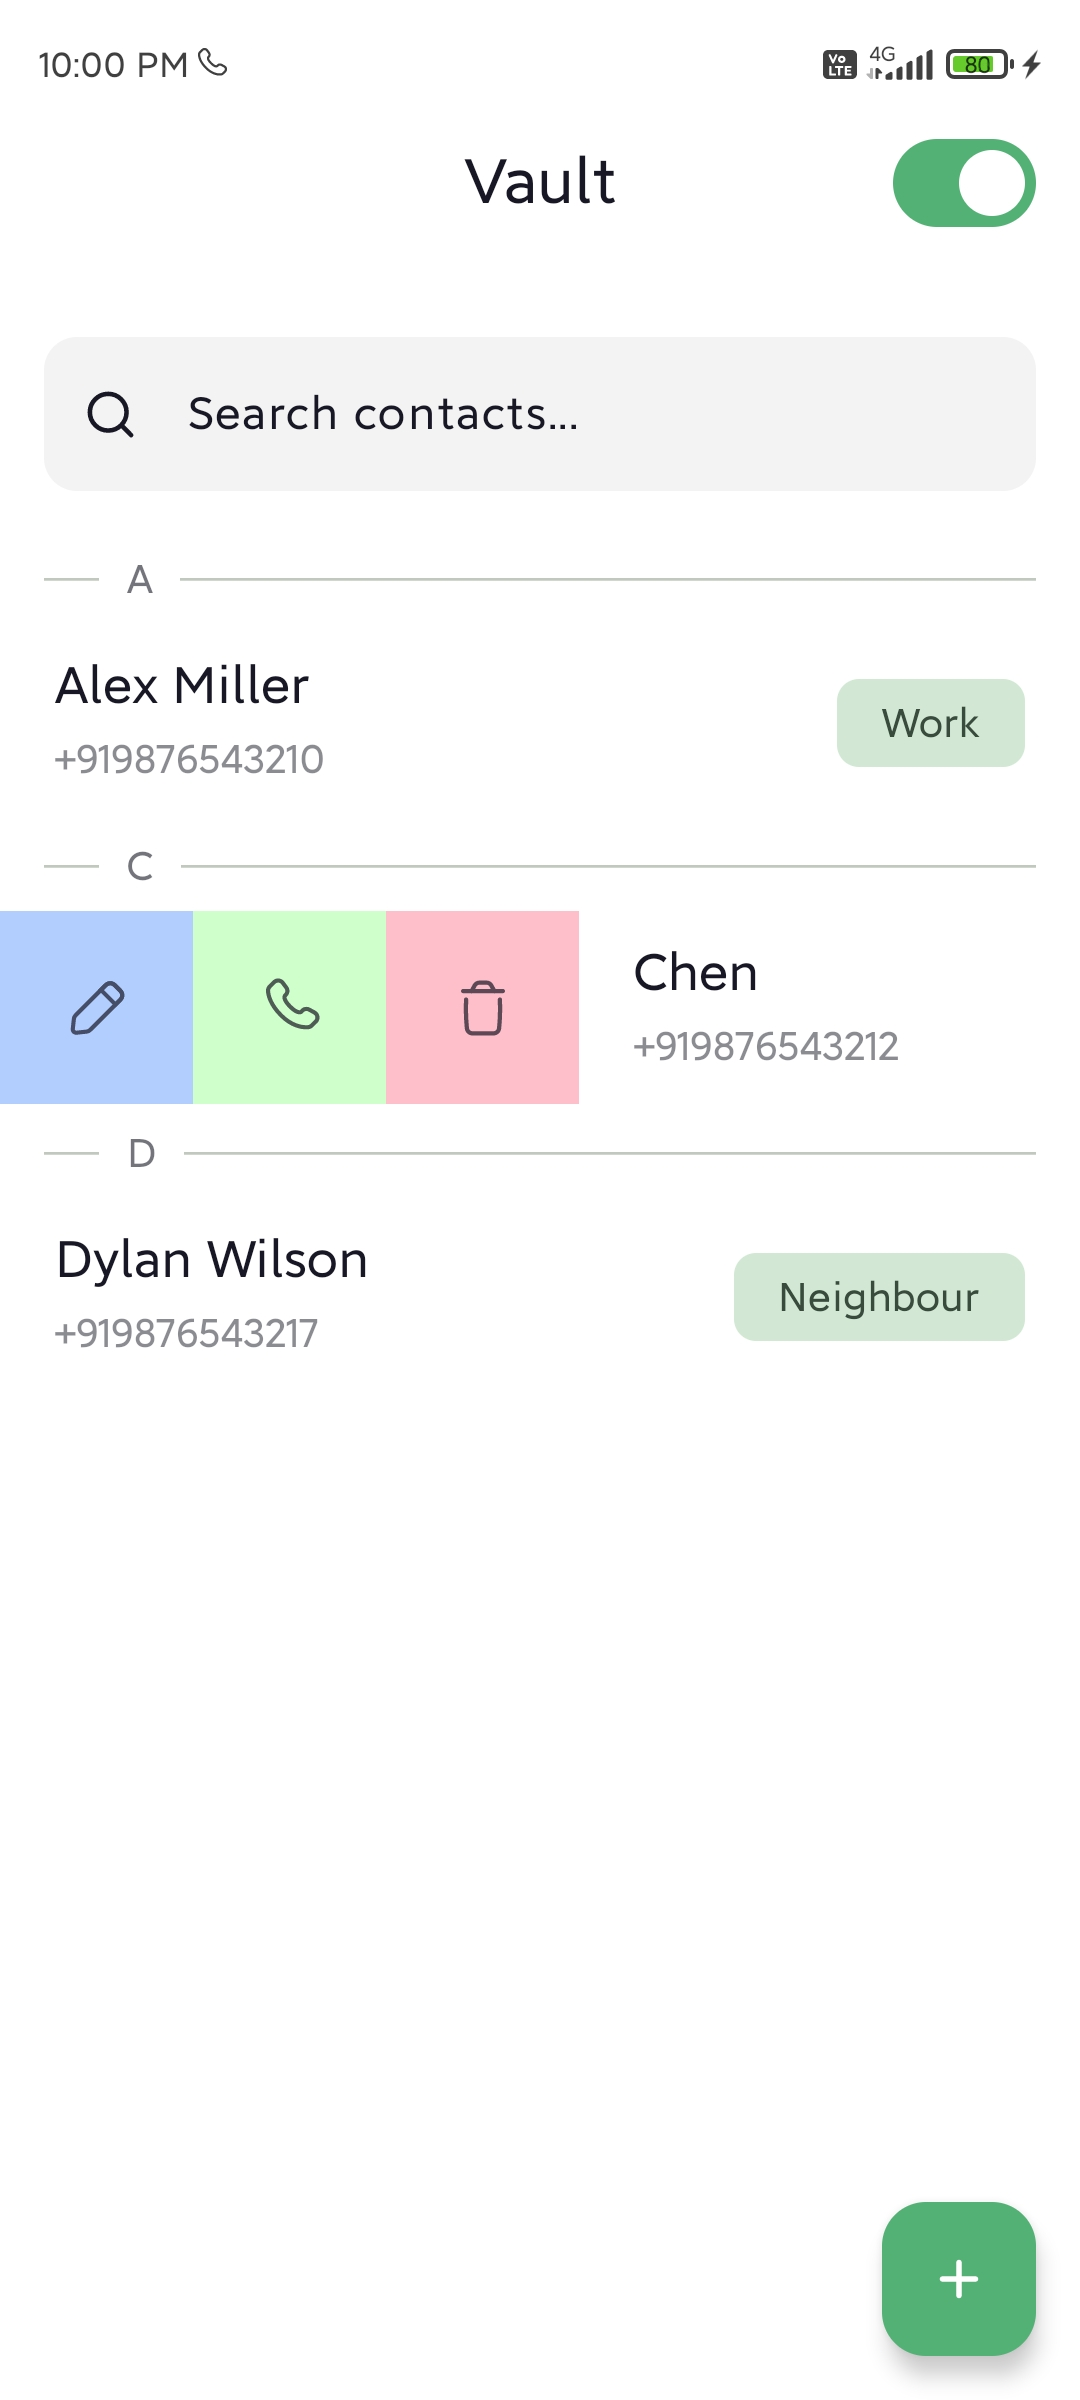 10:00 PM
Vo LTE 4G 80
Vault
Search contacts...
A
Alex Miller
+919876543210
Work
C
Chen
+919876543212
D
Dylan Wilson
+919876543217
Neighbour